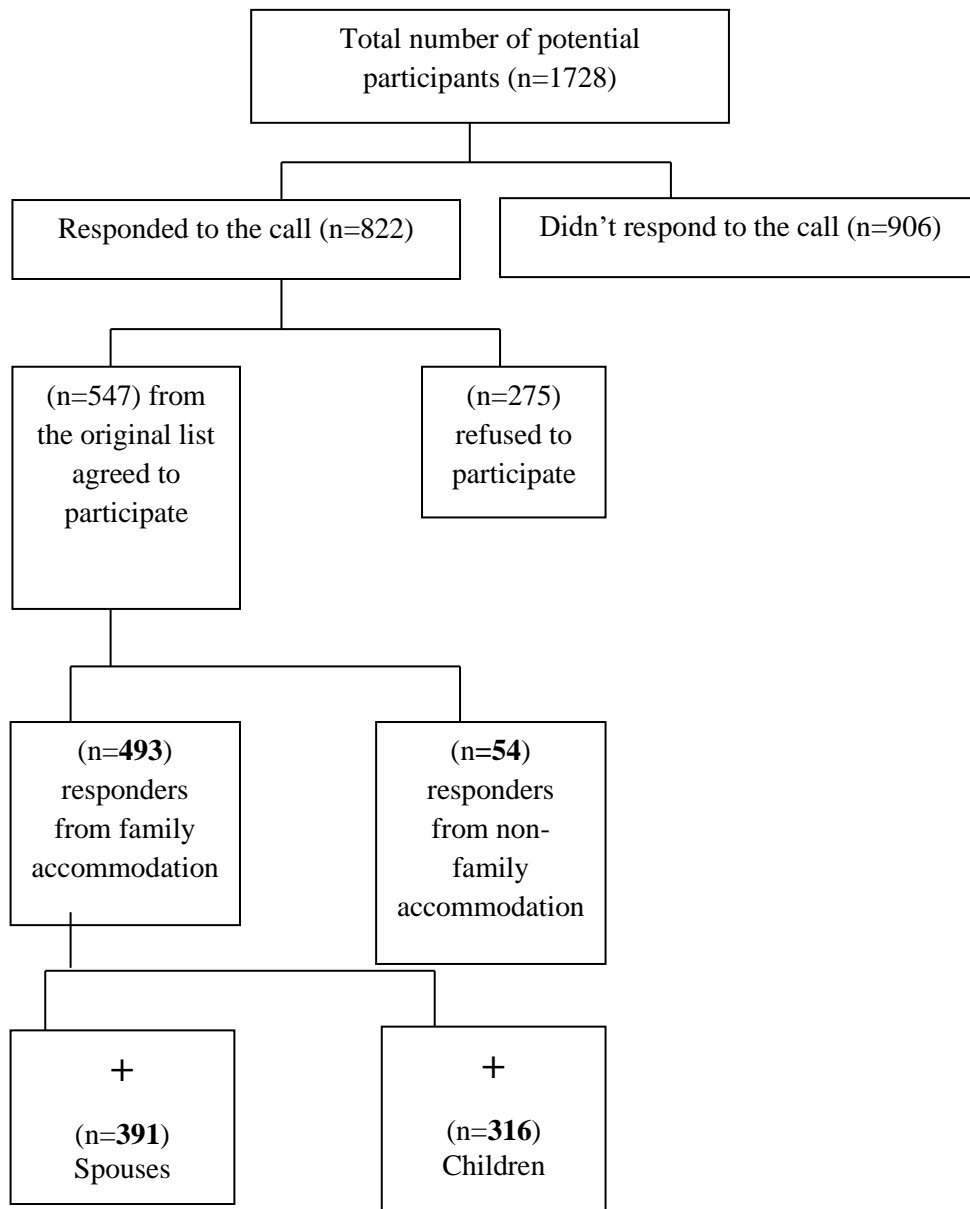 Total number of potential
participants (n=1728)
Responded to the call (n=822)
Didn’t respond to the call (n=906)
(n=547) from
the original list
agreed to
participate
(n=275)
refused to
participate
(n=493)
responders
from family
accommodation
(n=54)
responders
from non-
family
accommodation
+
(n=391)
Spouses
+
(n=316)
Children